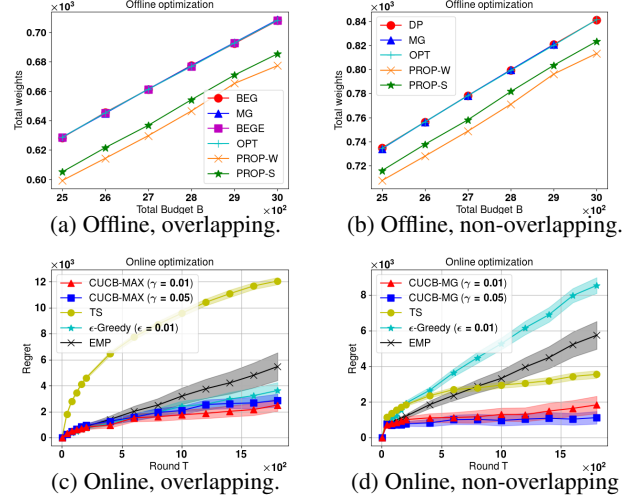 Offline optimization
×10³
Total weights
0.70
0.68
0.66
0.64
0.62
0.60
BEG
MG
BEGE
OPT
PROP-W
PROP-S
25 26 27 28 29 30
Total Budget B ×10²
(a) Offline, overlapping.
Offline optimization
×10³
Total weights
0.84
0.82
0.80
0.78
0.76
0.74
0.72
DP
MG
OPT
PROP-W
PROP-S
25 26 27 28 29 30
Total Budget B ×10²
(b) Offline, non-overlapping.
Online optimization
×10³
Regret
12
10
8
6
4
2
0
CUCB-MAX (γ = 0.01)
CUCB-MAX (γ = 0.05)
TS
ϵ-Greedy (ϵ = 0.01)
EMP
0 5 10 15
Round T ×10²
(c) Online, overlapping.
Online optimization
×10³
Regret
8
6
4
2
0
CUCB-MG (γ = 0.01)
CUCB-MG (γ = 0.05)
TS
ϵ-Greedy (ϵ = 0.01)
EMP
0 5 10 15
Round T ×10²
(d) Online, non-overlapping